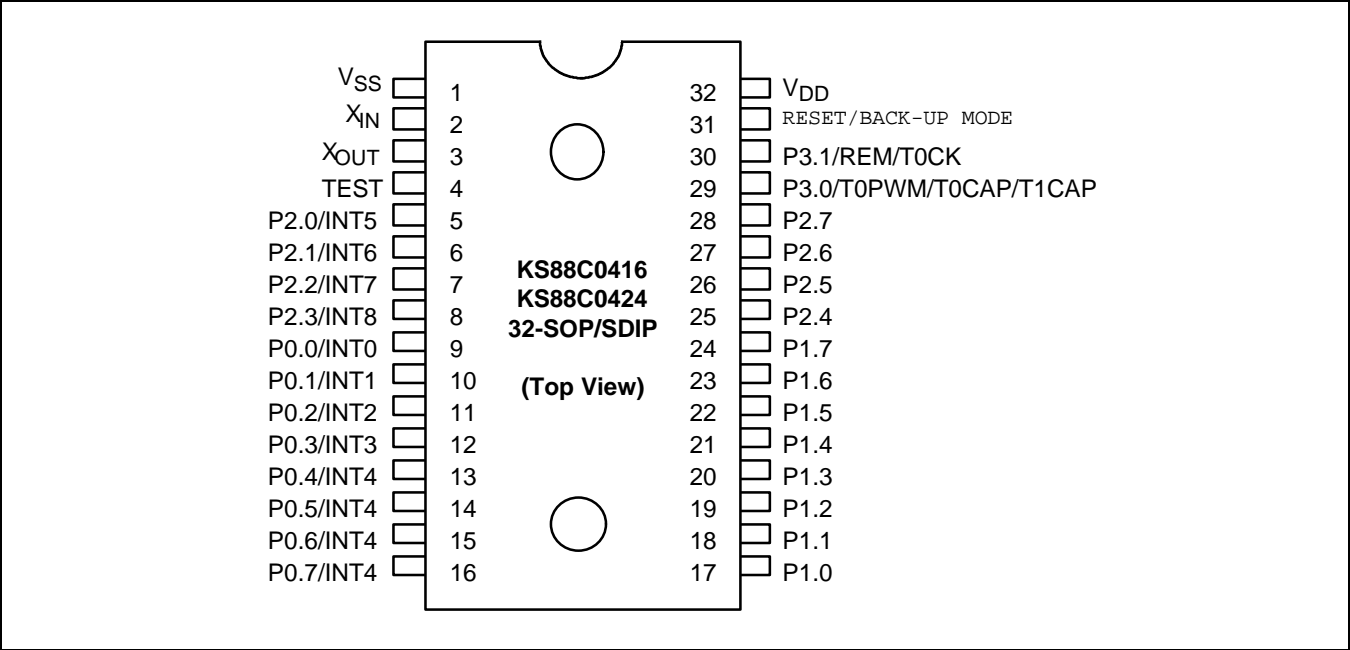 VSS 1 32 VDD
XIN 2 31 RESET/BACK-UP MODE
XOUT 3 30 P3.1/REM/T0CK
TEST 4 29 P3.0/T0PWM/T0CAP/T1CAP
P2.0/INT5 5 28 P2.7
P2.1/INT6 6 27 P2.6
P2.2/INT7 7 26 P2.5
P2.3/INT8 8 25 P2.4
P0.0/INT0 9 24 P1.7
P0.1/INT1 10 23 P1.6
P0.2/INT2 11 22 P1.5
P0.3/INT3 12 21 P1.4
P0.4/INT4 13 20 P1.3
P0.5/INT4 14 19 P1.2
P0.6/INT4 15 18 P1.1
P0.7/INT4 16 17 P1.0
KS88C0416
KS88C0424
32-SOP/SDIP
(Top View)